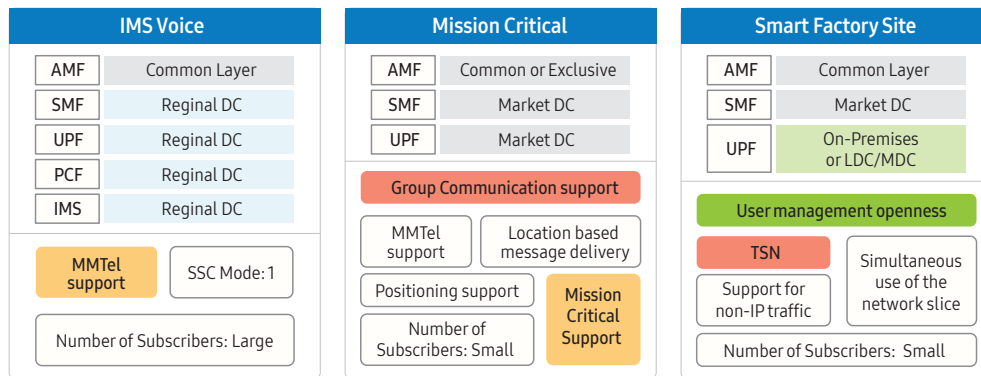 IMS Voice
AMF Common Layer
SMF Reginal DC
UPF Reginal DC
PCF Reginal DC
IMS Reginal DC
MMTel
support
SSC Mode: 1
Number of Subscribers: Large
Mission Critical
AMF Common or Exclusive
SMF Market DC
UPF Market DC
Group Communication support
MMTel
support
Location based
message delivery
Positioning support
Number of
Subscribers: Small
Mission
Critical
Support
Smart Factory Site
AMF Common Layer
SMF Market DC
UPF On-Premises
or LDC/MDC
User management openness
TSN
Support for
non-IP traffic
Simultaneous
use of the
network slice
Number of Subscribers: Small